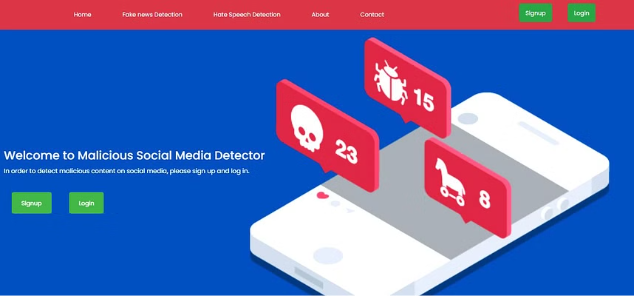 Home Fake news Detection Hate Speech Detection About Contact Signup Login
15
23
8
Welcome to Malicious Social Media Detector
In order to detect malicious content on social media, please sign up and log in.
Signup Login